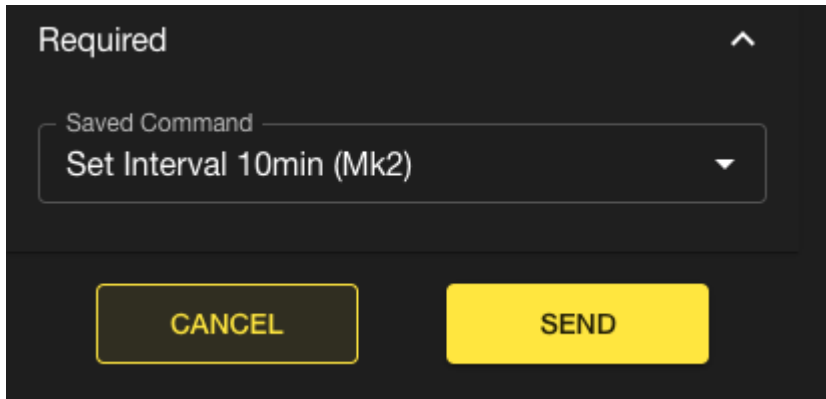 Required
Saved Command
Set Interval 10min (Mk2)
CANCEL
SEND